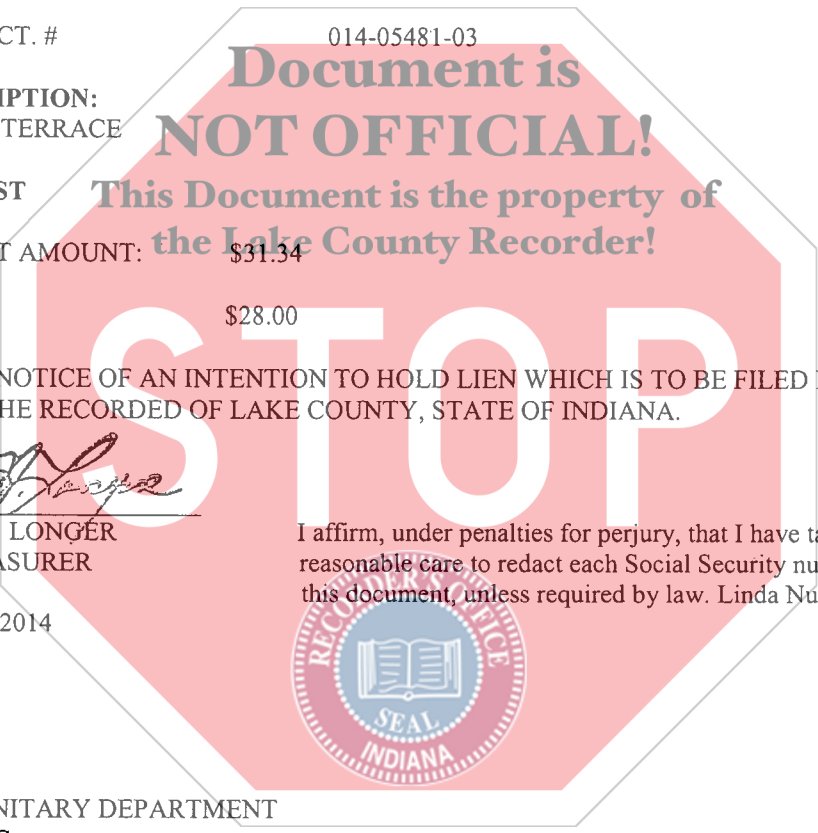 CT. # 014-05481-03
Document is
IPTION:
TERRACE
NOT OFFICIAL!
ST
This Document is the property of
T AMOUNT: $31.34
the Lake County Recorder!
$28.00
STOP
NOTICE OF AN INTENTION TO HOLD LIEN WHICH IS TO BE FILED
HE RECORDED OF LAKE COUNTY, STATE OF INDIANA.
LONGER
ASURER
I affirm, under penalties for perjury, that I have ta
reasonable care to redact each Social Security nu
this document, unless required by law. Linda Nu
2014
RECORDER'S OFFICE
SEAL
INDIANA
NITARY DEPARTMENT